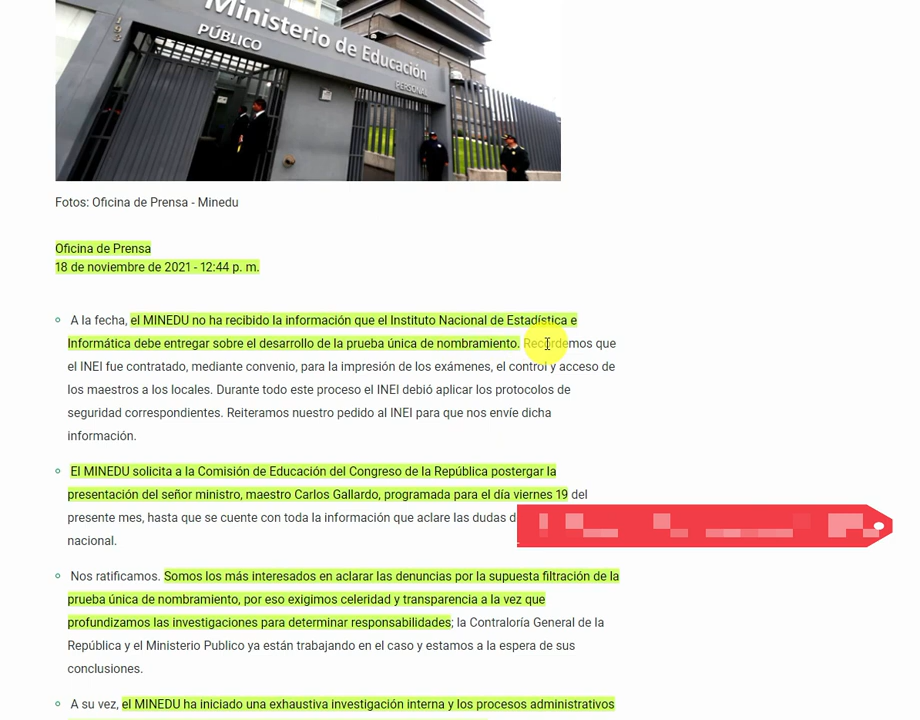 Ministerio de Educación
PÚBLICO
PERSONAL
Fotos: Oficina de Prensa - Minedu
Oficina de Prensa
18 de noviembre de 2021 - 12:44 p. m.
A la fecha, el MINEDU no ha recibido la información que el Instituto Nacional de Estadística e
Informática debe entregar sobre el desarrollo de la prueba única de nombramiento. Recordemos que
el INEI fue contratado, mediante convenio, para la impresión de los exámenes, el control y acceso de
los maestros a los locales. Durante todo este proceso el INEI debió aplicar los protocolos de
seguridad correspondientes. Reiteramos nuestro pedido al INEI para que nos envíe dicha
información.
El MINEDU solicita a la Comisión de Educación del Congreso de la República postergar la
presentación del señor ministro, maestro Carlos Gallardo, programada para el día viernes 19 del
presente mes, hasta que se cuente con toda la información que aclare las dudas d
nacional.
Nos ratificamos. Somos los más interesados en aclarar las denuncias por la supuesta filtración de la
prueba única de nombramiento, por eso exigimos celeridad y transparencia a la vez que
profundizamos las investigaciones para determinar responsabilidades; la Contraloría General de la
República y el Ministerio Publico ya están trabajando en el caso y estamos a la espera de sus
conclusiones.
A su vez, el MINEDU ha iniciado una exhaustiva investigación interna y los procesos administrativos